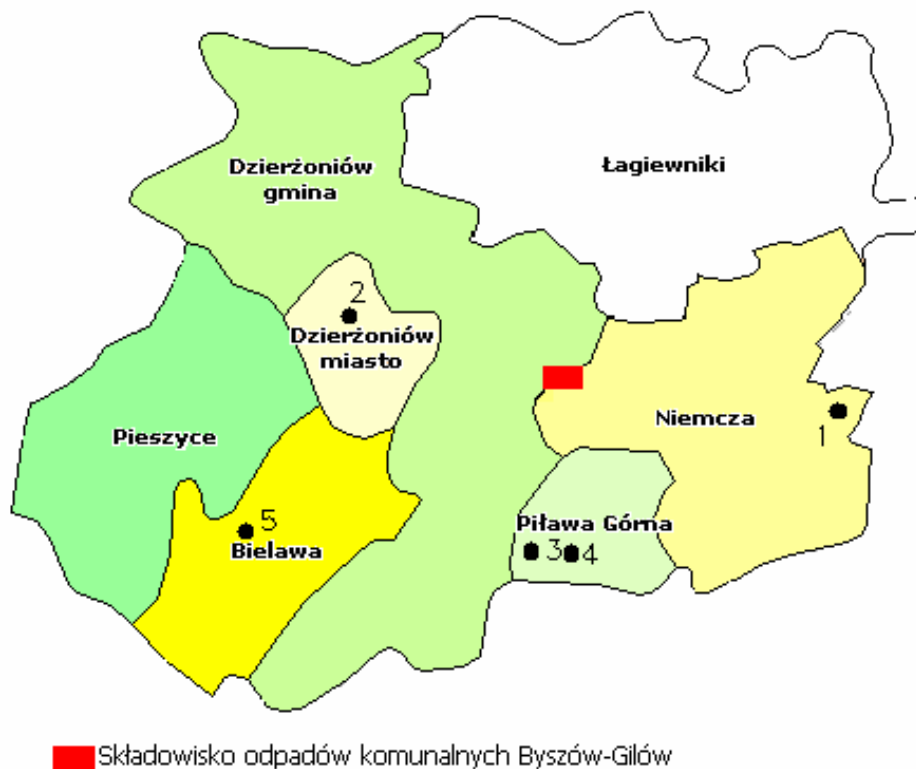 Dzierżoniów
gmina
Łagiewniki
2
Dzierżoniów
miasto
Pieszyce
Niemcza
1
5
Bielawa
Piława Górna
3
4
Składowisko odpadów komunalnych Byszów-Gilów